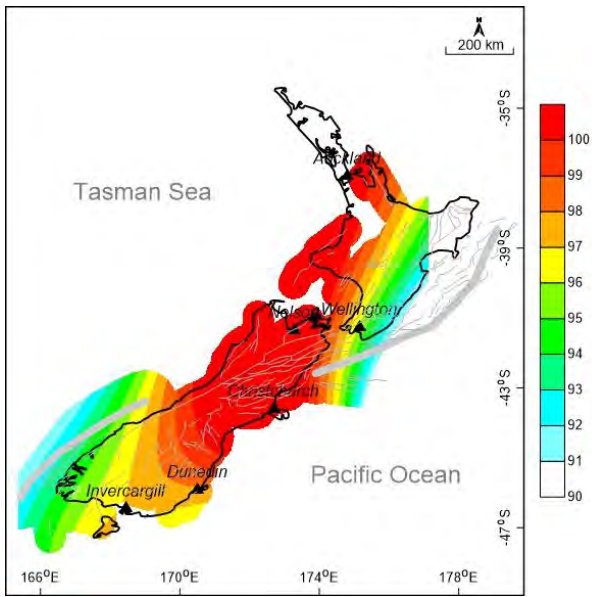 N
200 km
Auckland
-35°S
Tasman Sea
100
99
98
97
96
95
94
93
92
91
90
-39°S
Nelson
Wellington
-43°S
Christchurch
Dunedin
Pacific Ocean
Invercargill
-47°S
166°E
170°E
174°E
178°E